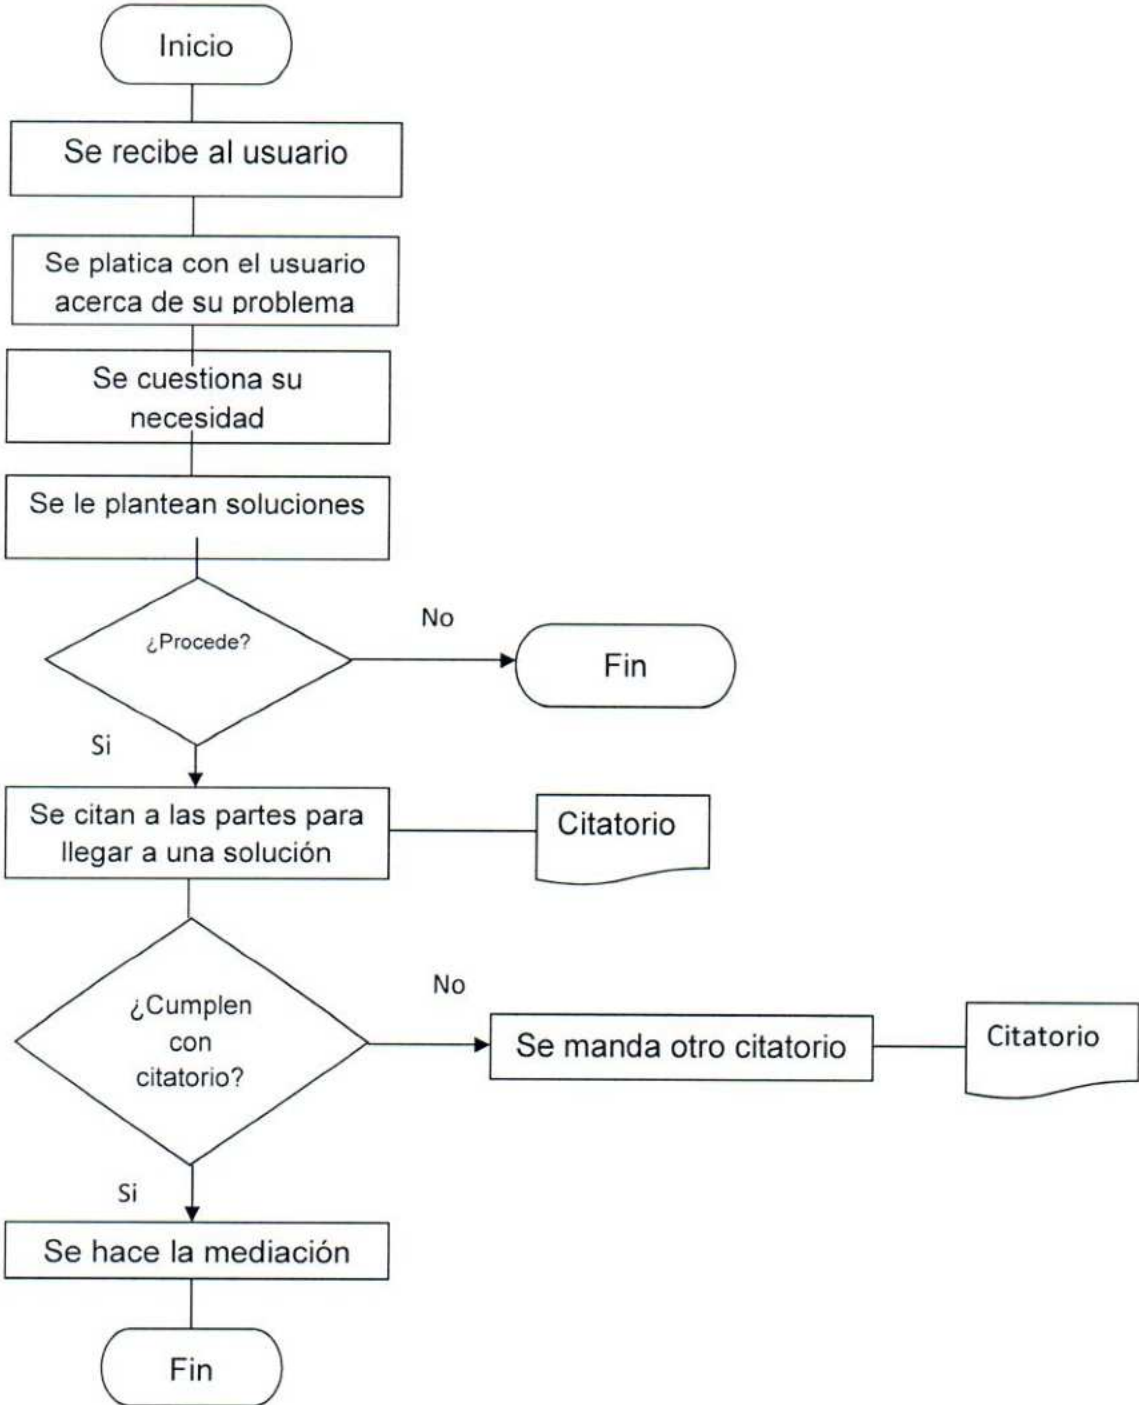 Inicio
Se recibe al usuario
Se platica con el usuario
acerca de su problema
Se cuestiona su
necesidad
Se le plantean soluciones
¿Procede?
No
Fin
Si
Se citan a las partes para
llegar a una solución
Citatorio
¿Cumplen
con
citatorio?
No
Se manda otro citatorio
Citatorio
Si
Se hace la mediación
Fin